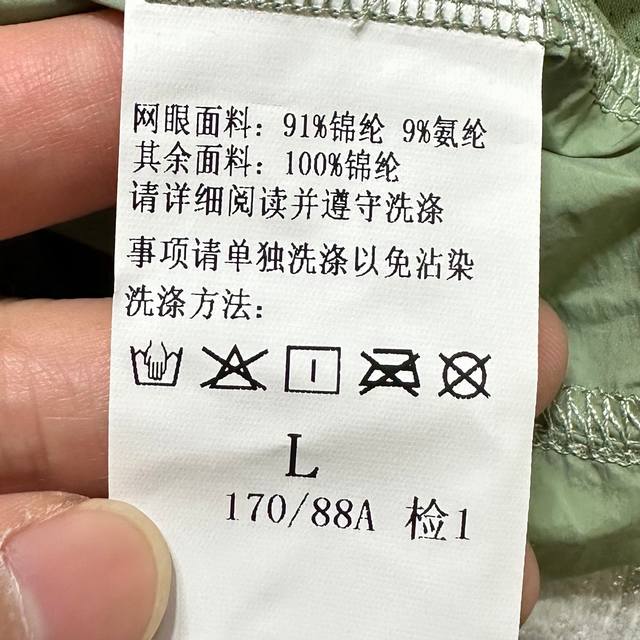 网眼面料：91%锦纶 9%氨纶
其余面料：100%锦纶
请详细阅读并遵守洗涤
事项请单独洗涤以免沾染
洗涤方法：
L
170/88A 检1